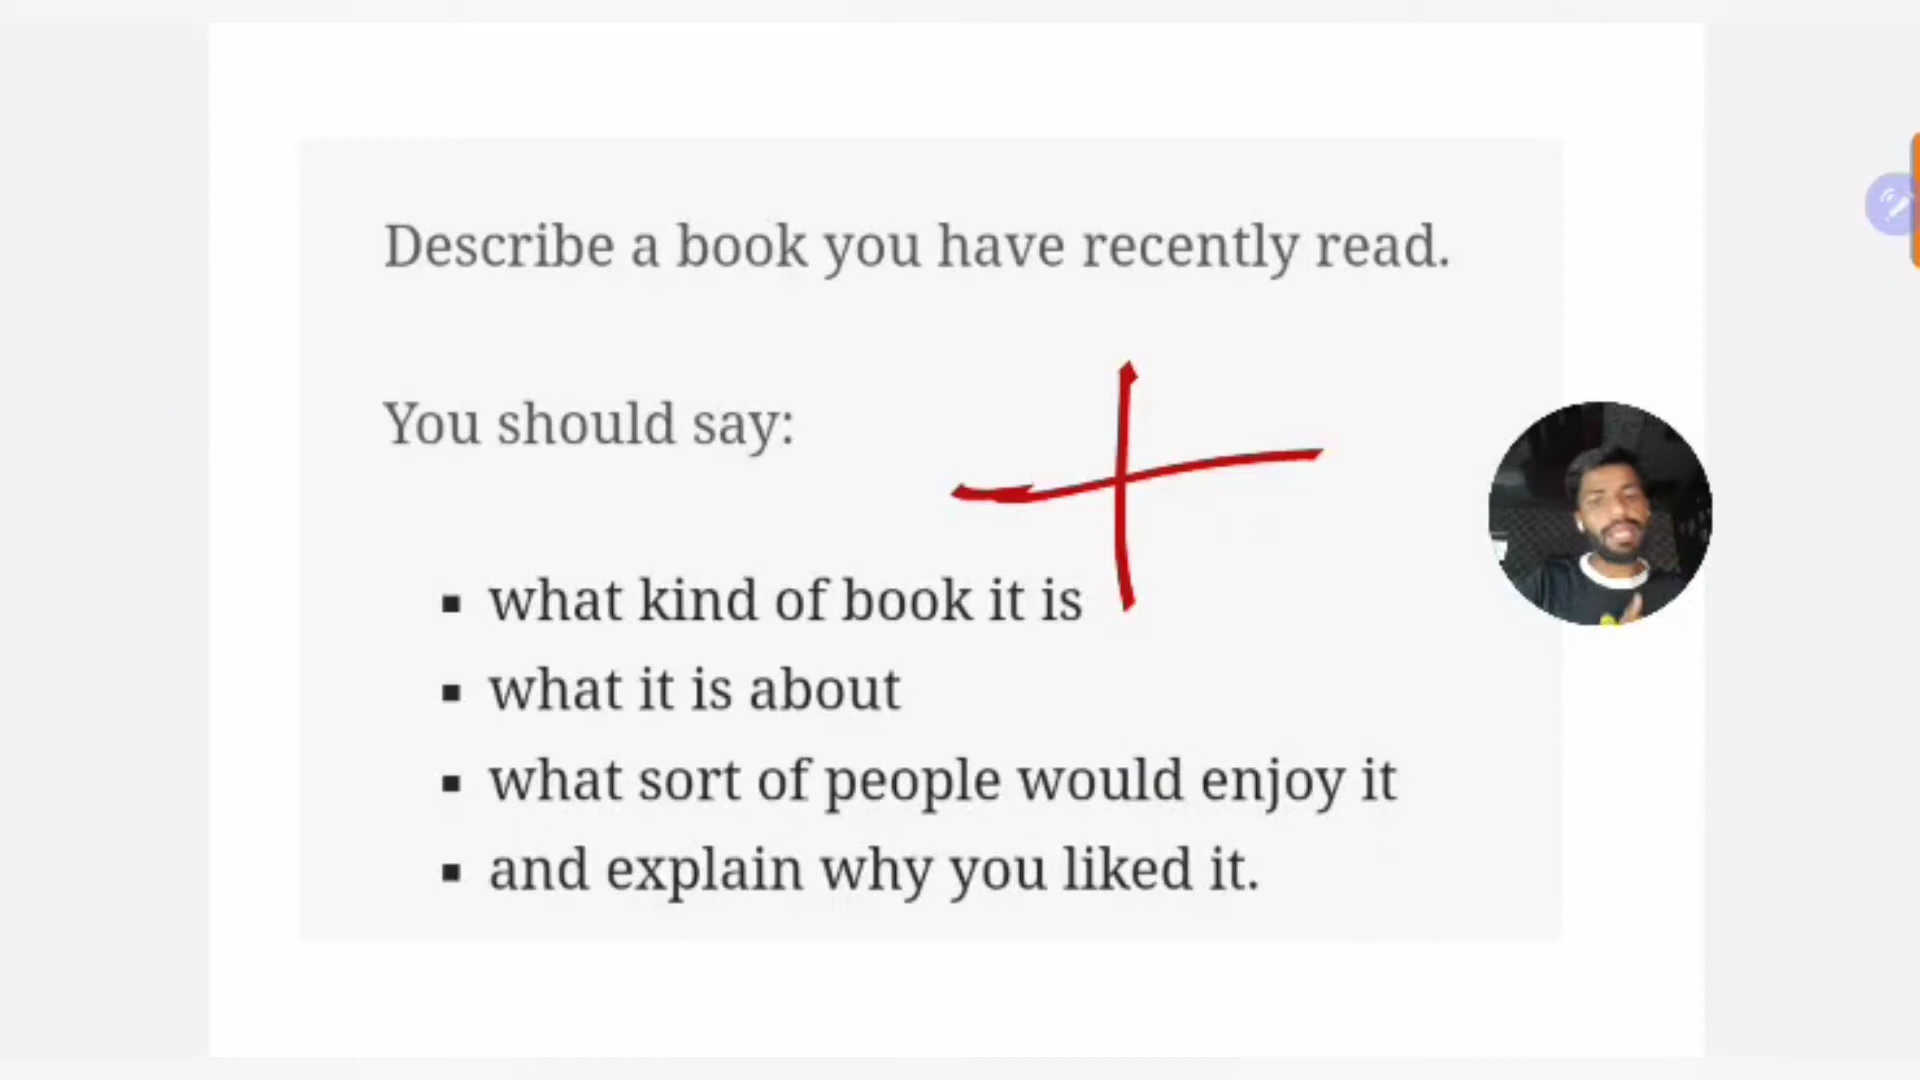 Describe a book you have recently read.
You should say:
▪ what kind of book it is
▪ what it is about
▪ what sort of people would enjoy it
▪ and explain why you liked it.